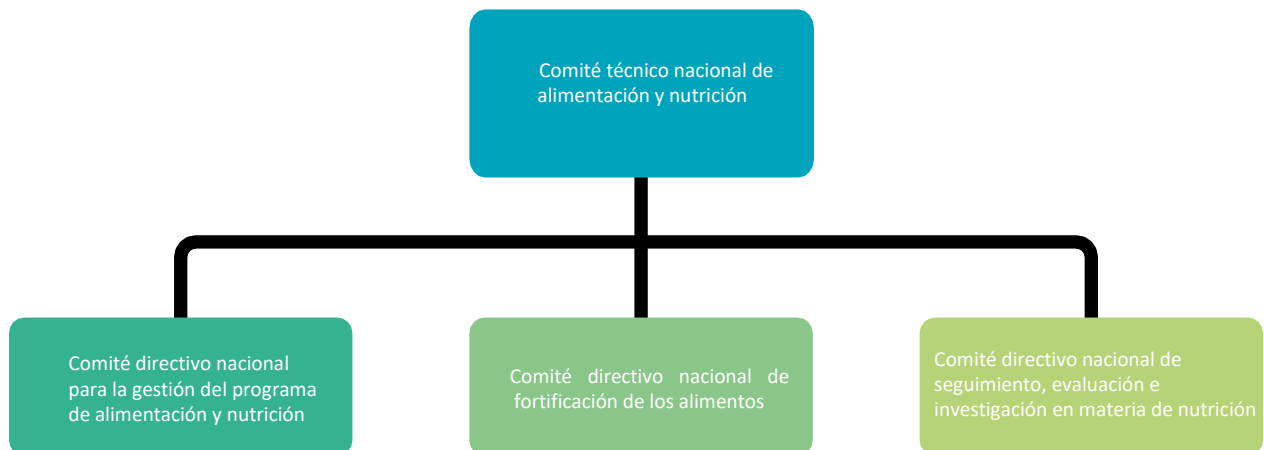 Comité técnico nacional de
alimentación y nutrición
Comité directivo nacional
para la gestión del programa
de alimentación y nutrición
Comité directivo nacional de
fortificación de los alimentos
Comité directivo nacional de
seguimiento, evaluación e
investigación en materia de nutrición